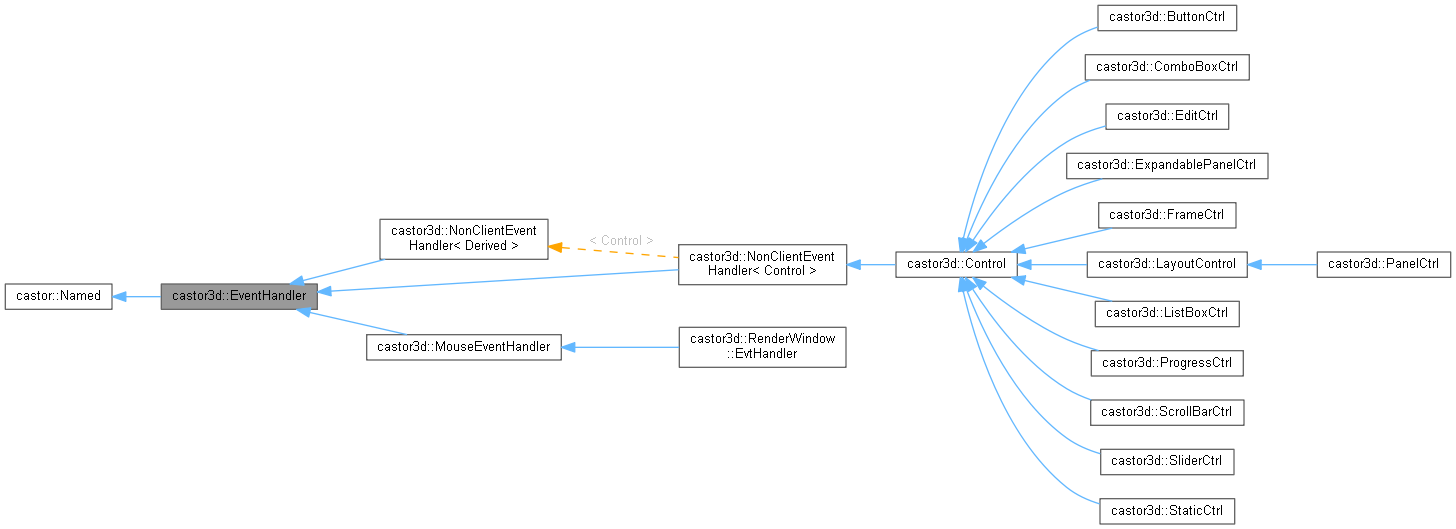 castor::Named
castor3d::EventHandler
castor3d::NonClientEvent
Handler< Derived >
castor3d::MouseEventHandler
< Control >
castor3d::NonClientEvent
Handler< Control >
castor3d::RenderWindow
::EvtHandler
castor3d::Control
castor3d::ButtonCtrl
castor3d::ComboBoxCtrl
castor3d::EditCtrl
castor3d::ExpandablePanelCtrl
castor3d::FrameCtrl
castor3d::LayoutControl
castor3d::ListBoxCtrl
castor3d::ProgressCtrl
castor3d::ScrollBarCtrl
castor3d::SliderCtrl
castor3d::StaticCtrl
castor3d::PanelCtrl